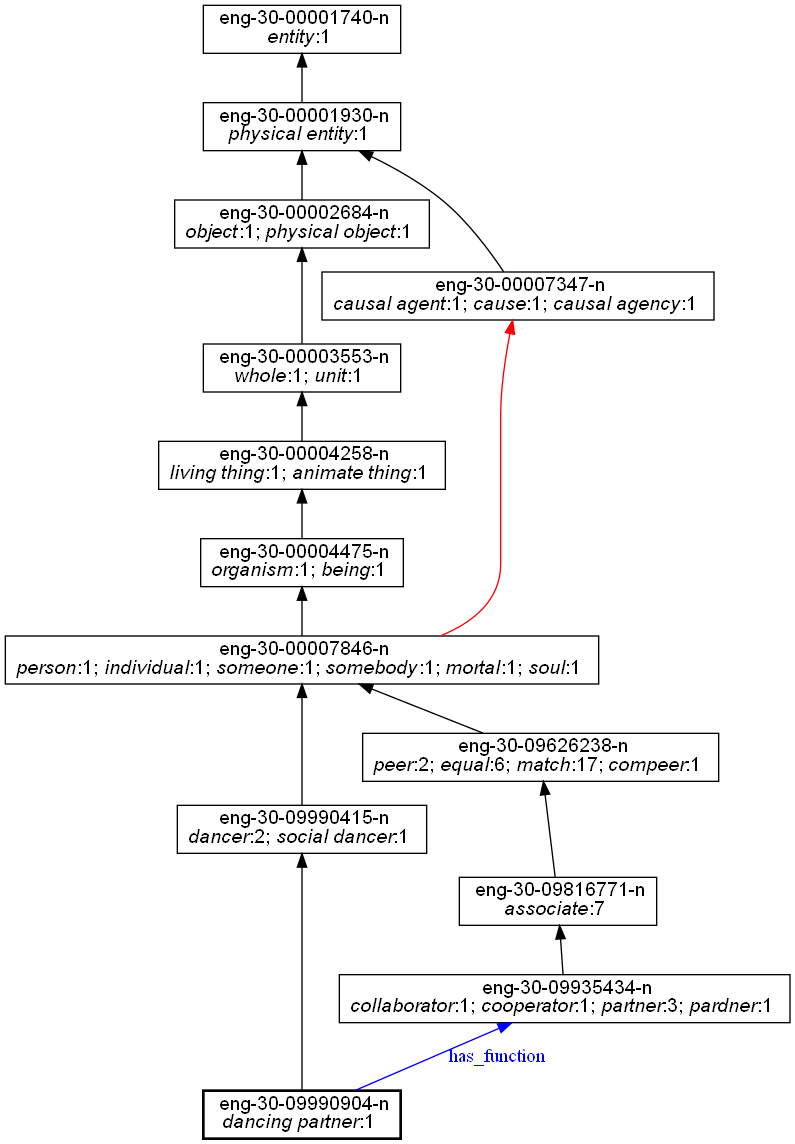 eng-30-00001740-n
entity:1
eng-30-00001930-n
physical entity:1
eng-30-00002684-n
object:1; physical object:1
eng-30-00007347-n
causal agent:1; cause:1; causal agency:1
eng-30-00003553-n
whole:1; unit:1
eng-30-00004258-n
living thing:1; animate thing:1
eng-30-00004475-n
organism:1; being:1
eng-30-00007846-n
person:1; individual:1; someone:1; somebody:1; mortal:1; soul:1
eng-30-09626238-n
peer:2; equal:6; match:17; compeer:1
eng-30-09990415-n
dancer:2; social dancer:1
eng-30-09816771-n
associate:7
eng-30-09935434-n
collaborator:1; cooperator:1; partner:3; pardner:1
has_function
eng-30-09990904-n
dancing partner:1